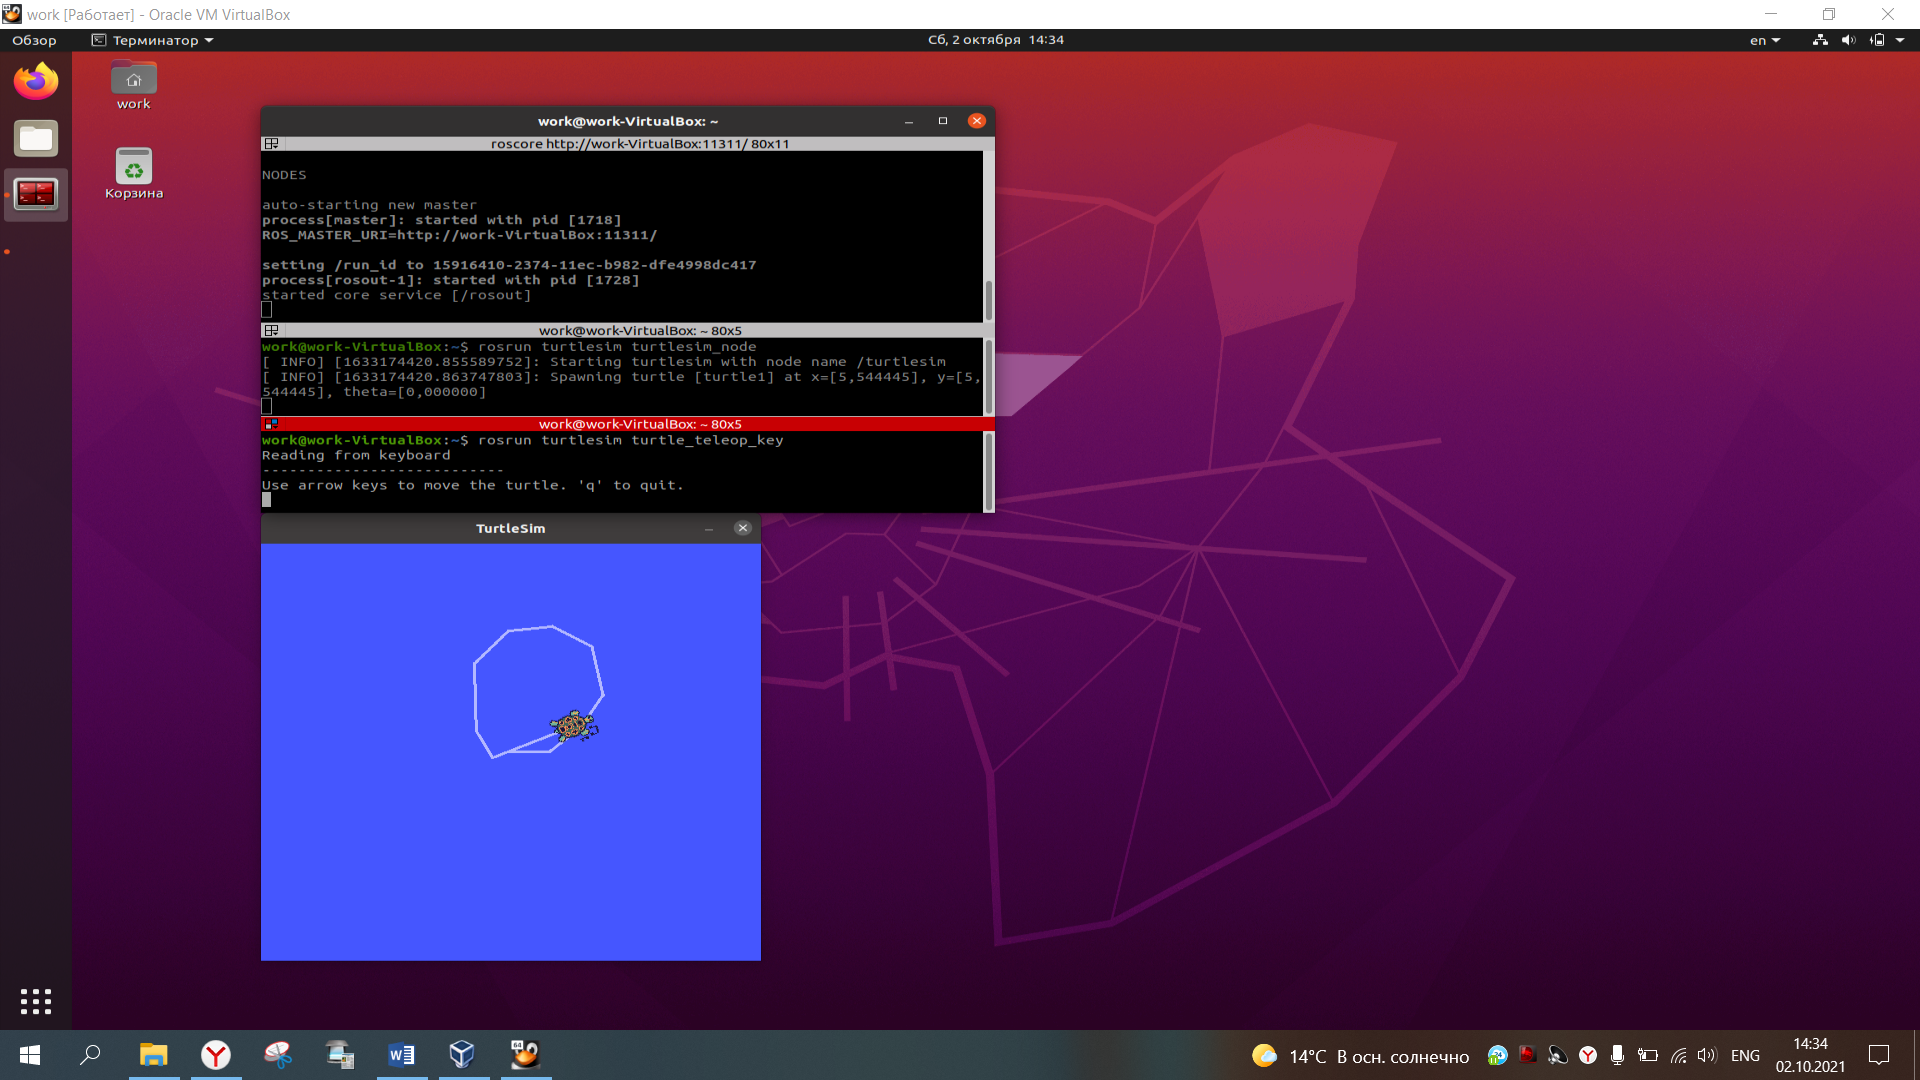 work [Работает] - Oracle VM VirtualBox
Обзор
Терминатор
Сб, 2 октября 14:34
en
work
Корзина
work@work-VirtualBox: ~
roscore http://work-VirtualBox:11311/ 80x11
NODES
auto-starting new master
process[master]: started with pid [1718]
ROS_MASTER_URI=http://work-VirtualBox:11311/
setting /run_id to 15916410-2374-11ec-b982-dfe4998dc417
process[rosout-1]: started with pid [1728]
started core service [/rosout]
work@work-VirtualBox: ~ 80x5
work@work-VirtualBox:~$ rosrun turtlesim turtlesim_node
[ INFO] [1633174420.855589752]: Starting turtlesim with node name /turtlesim
[ INFO] [1633174420.863747803]: Spawning turtle [turtle1] at x=[5,544445], y=[5,
544445], theta=[0,000000]
work@work-VirtualBox: ~ 80x5
work@work-VirtualBox:~$ rosrun turtlesim turtle_teleop_key
Reading from keyboard
---------------------------
Use arrow keys to move the turtle. 'q' to quit.
TurtleSim
14°C В осн. солнечно
ENG
14:34
02.10.2021